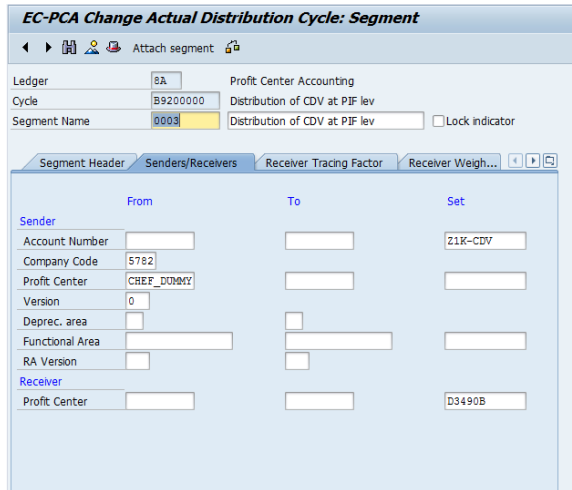 EC-PCA Change Actual Distribution Cycle: Segment
Attach segment
Ledger 8A Profit Center Accounting
Cycle B9200000 Distribution of CDV at PIF lev
Segment Name 0003 Distribution of CDV at PIF lev Lock indicator
Segment Header Senders/Receivers Receiver Tracing Factor Receiver Weigh...
From To Set
Sender
Account Number Z1K-CDV
Company Code 5782
Profit Center CHEF_DUMMY
Version 0
Deprec. area
Functional Area
RA Version
Receiver
Profit Center D3490B